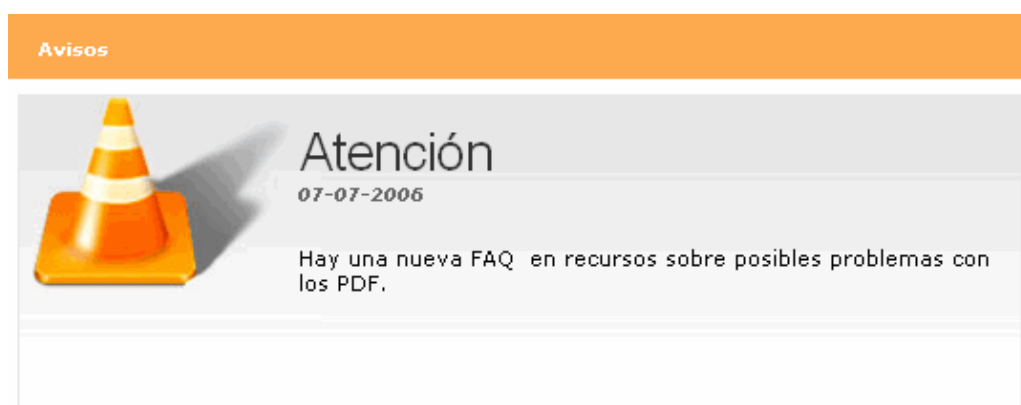 Avisos
Atención
07-07-2006
Hay una nueva FAQ en recursos sobre posibles problemas con
los PDF.